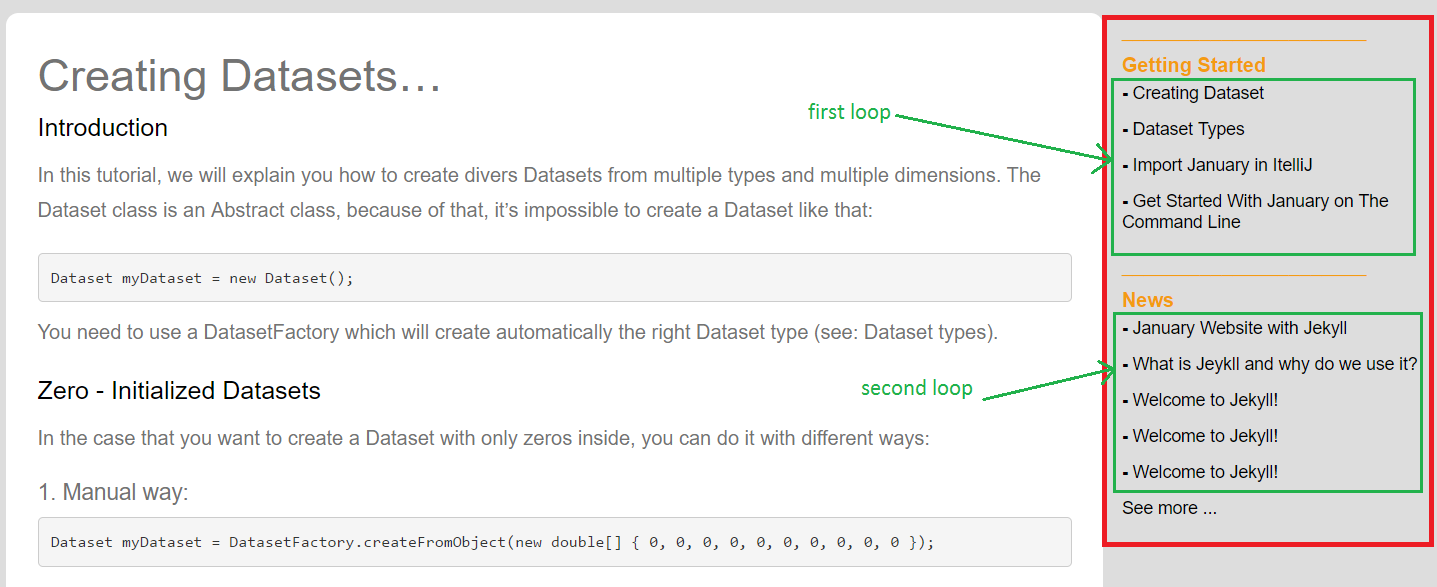 Creating Datasets...
Introduction
In this tutorial, we will explain you how to create divers Datasets from multiple types and multiple dimensions. The
Dataset class is an Abstract class, because of that, it's impossible to create a Dataset like that:
Dataset myDataset = new Dataset();
You need to use a DatasetFactory which will create automatically the right Dataset type (see: Dataset types).
Zero - Initialized Datasets
In the case that you want to create a Dataset with only zeros inside, you can do it with different ways:
1. Manual way:
Dataset myDataset = DatasetFactory.createFromObject(new double[] { 0, 0, 0, 0, 0, 0, 0, 0, 0, 0 });
first loop
second loop
Getting Started
- Creating Dataset
- Dataset Types
- Import January in ItelliJ
- Get Started With January on The
Command Line
News
- January Website with Jekyll
- What is Jeykll and why do we use it?
- Welcome to Jekyll!
- Welcome to Jekyll!
- Welcome to Jekyll!
See more ...